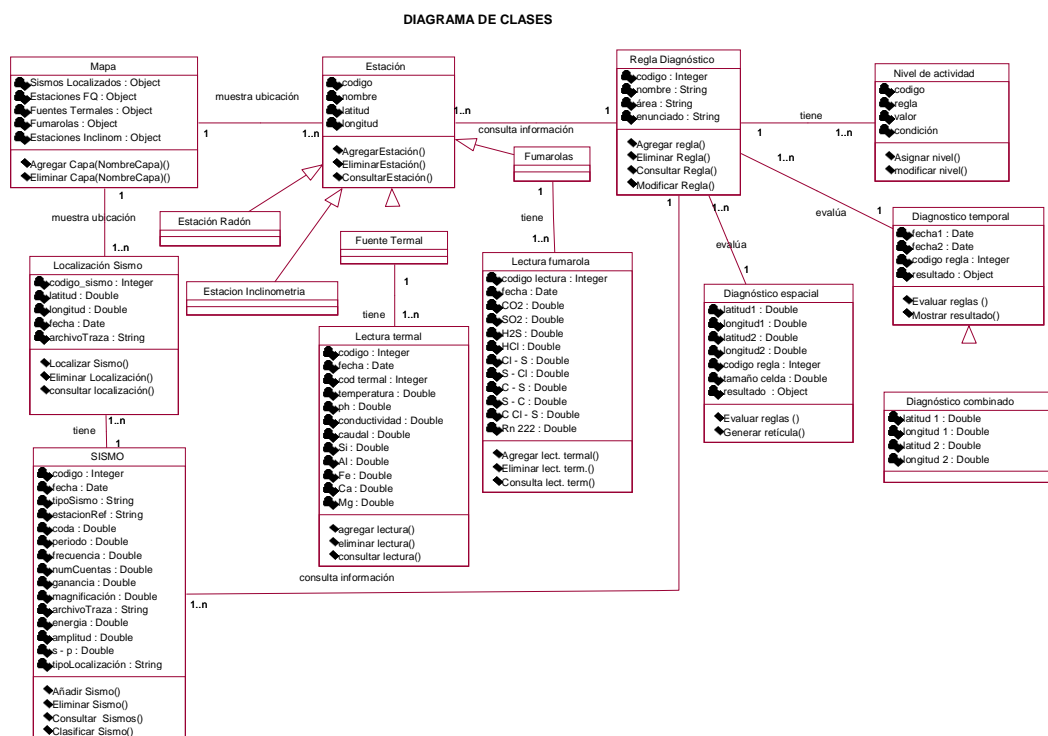 DIAGRAMA DE CLASES
Mapa
Sismos Localizados : Object
Estaciones FQ : Object
Fuentes Termales : Object
Fumarolas : Object
Estaciones Inclinom : Object
Agregar Capa(NombreCapa)()
Eliminar Capa(NombreCapa)()
muestra ubicación
1
1..n
Estación
codigo
nombre
latitud
longitud
AgregarEstación()
EliminarEstación()
ConsultarEstación()
1..n
1
consulta información
Regla Diagnóstico
codigo : Integer
nombre : String
área : String
enunciado : String
Agregar regla()
Eliminar Regla()
Consultar Regla()
Modificar Regla()
tiene
1
1..n
Nivel de actividad
codigo
regla
valor
condición
Asignar nivel()
modificar nivel()
1..n
evalúa
1
Diagnostico temporal
fecha1 : Date
fecha2 : Date
codigo regla : Integer
resultado : Object
Evaluar reglas ()
Mostrar resultado()
1
muestra ubicación
1..n
Estación Radón
Estacion Inclinometria
Fuente Termal
1
tiene
1..n
Fumarolas
1
tiene
1..n
1
1..n
evalúa
1
Localización Sismo
codigo_sismo : Integer
latitud : Double
longitud : Double
fecha : Date
archivoTraza : String
Localizar Sismo()
Eliminar Localización()
consultar localización()
1..n
tiene
1
Lectura termal
codigo : Integer
fecha : Date
cod termal : Integer
temperatura : Double
ph : Double
conductividad : Double
caudal : Double
Si : Double
Al : Double
Fe : Double
Ca : Double
Mg : Double
agregar lectura()
eliminar lectura()
consultar lectura()
Lectura fumarola
codigo lectura : Integer
fecha : Date
CO2 : Double
SO2 : Double
H2S : Double
HCl : Double
Cl - S : Double
S - Cl : Double
C - S : Double
S - C : Double
C Cl - S : Double
Rn 222 : Double
Agregar lect. termal()
Eliminar lect. term.()
Consulta lect. term()
Diagnóstico espacial
latitud1 : Double
longitud1 : Double
latitud2 : Double
longitud2 : Double
codigo regla : Integer
tamaño celda : Double
resultado : Object
Evaluar reglas ()
Generar retícula()
Diagnóstico combinado
latitud 1 : Double
longitud 1 : Double
latitud 2 : Double
longitud 2 : Double
SISMO
codigo : Integer
fecha : Date
tipoSismo : String
estacionRef : String
coda : Double
periodo : Double
frecuencia : Double
numCuentas : Double
ganancia : Double
magnificación : Double
archivoTraza : String
energia : Double
amplitud : Double
s - p : Double
tipoLocalización : String
Añadir Sismo()
Eliminar Sismo()
Consultar Sismos()
Clasificar Sismo()
consulta información
1..n